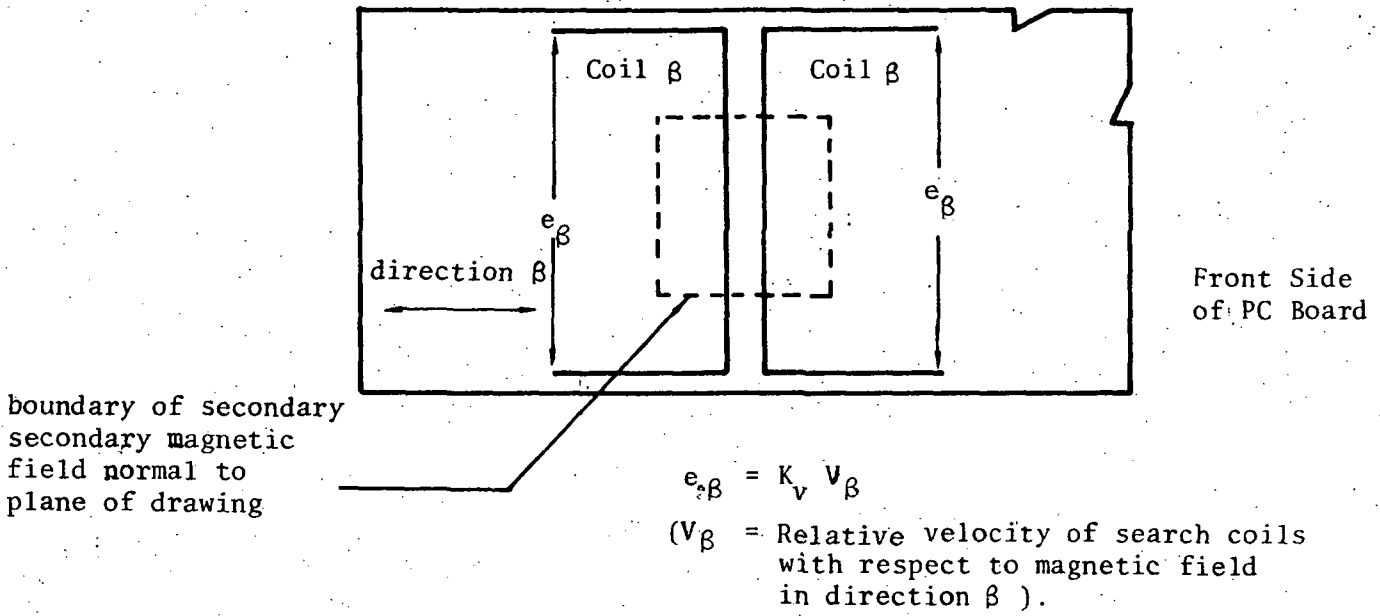 Coil β
Coil β
e_β
e_β
direction β
Front Side
of PC Board
boundary of secondary
secondary magnetic
field normal to
plane of drawing
e_β = K_v V_β
(V_β = Relative velocity of search coils
with respect to magnetic field
in direction β ).